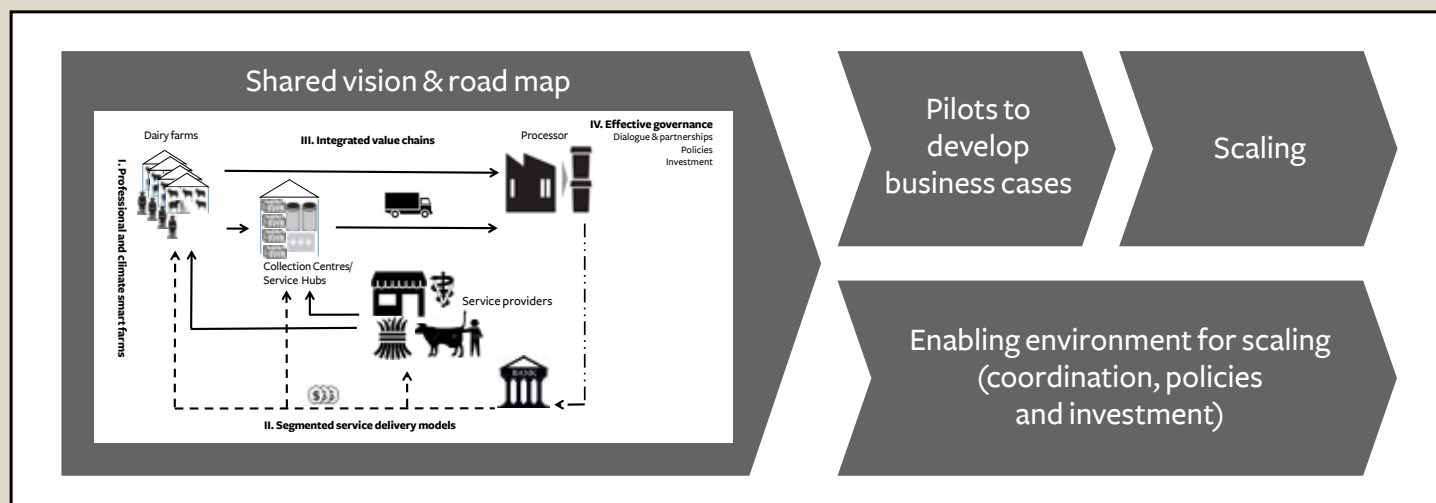 Shared vision & road map
Dairy farms
III. Integrated value chains
Processor
IV. Effective governance
Dialogue & partnerships
Policies
Investment
I. Professional and climate smart farms
Collection Centres/
Service Hubs
Service providers
BANK
$
II. Segmented service delivery models
Pilots to
develop
business cases
Scaling
Enabling environment for scaling
(coordination, policies
and investment)